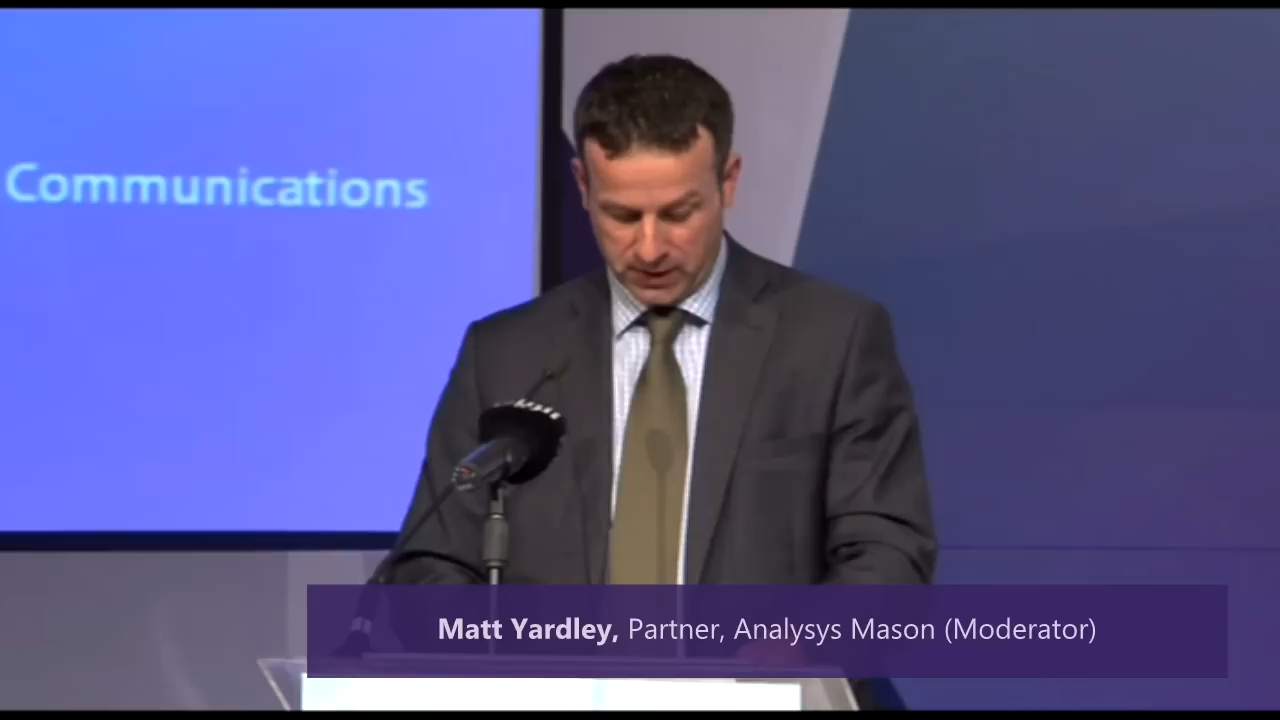 Communications
Matt Yardley, Partner, Analysys Mason (Moderator)